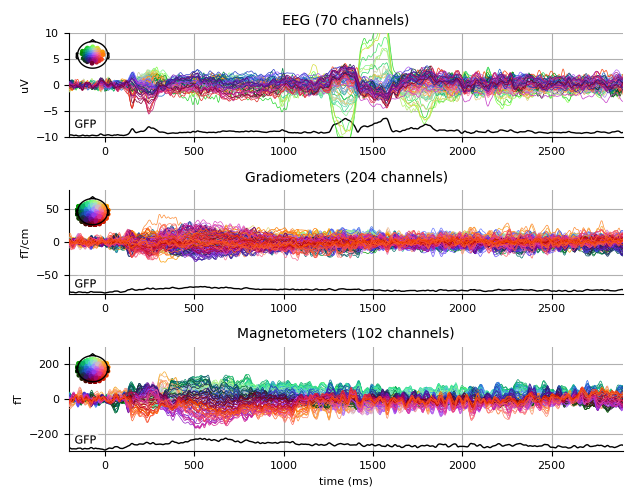 EEG (70 channels)
10
5
0
−5
−10
uV
GFP
0 500 1000 1500 2000 2500
Gradiometers (204 channels)
50
0
−50
fT/cm
GFP
0 500 1000 1500 2000 2500
Magnetometers (102 channels)
200
0
−200
fT
GFP
0 500 1000 1500 2000 2500
time (ms)